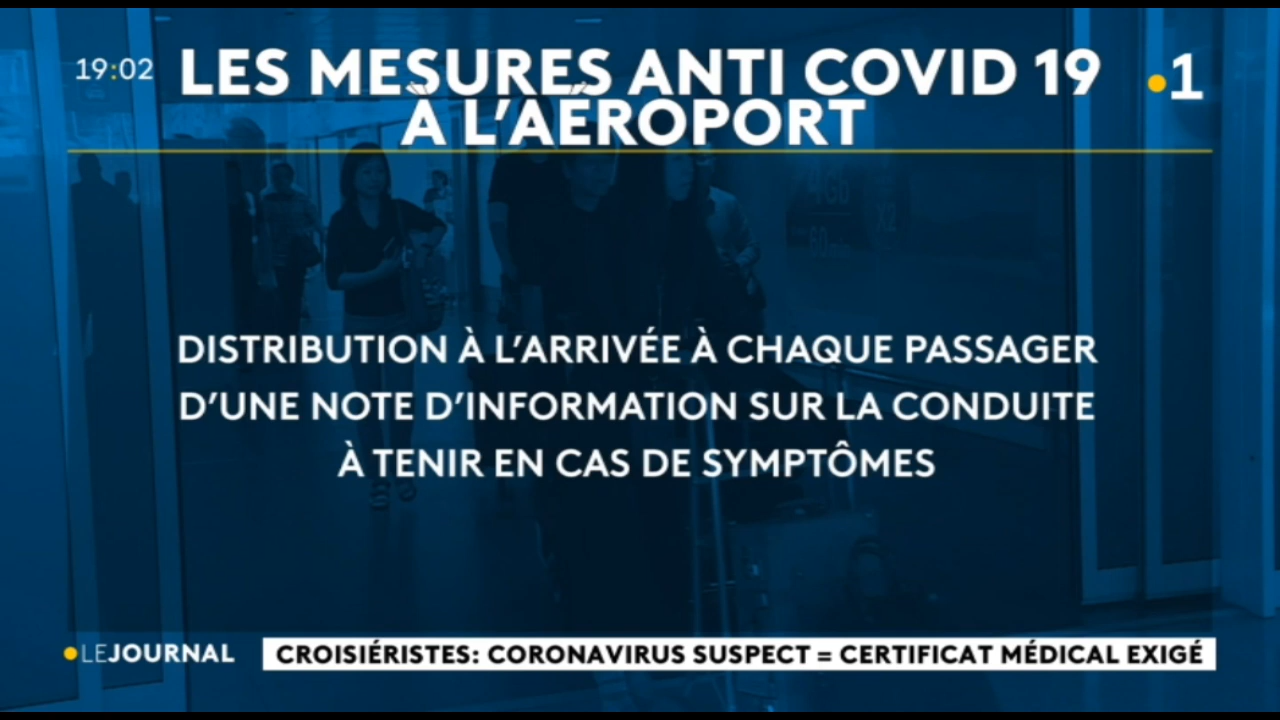 19:02
LES MESURES ANTI COVID 19
À L'AÉROPORT
1
DISTRIBUTION À L'ARRIVÉE À CHAQUE PASSAGER
D'UNE NOTE D'INFORMATION SUR LA CONDUITE
À TENIR EN CAS DE SYMPTÔMES
LEJOURNAL
CROISIÉRISTES: CORONAVIRUS SUSPECT = CERTIFICAT MÉDICAL EXIGÉ